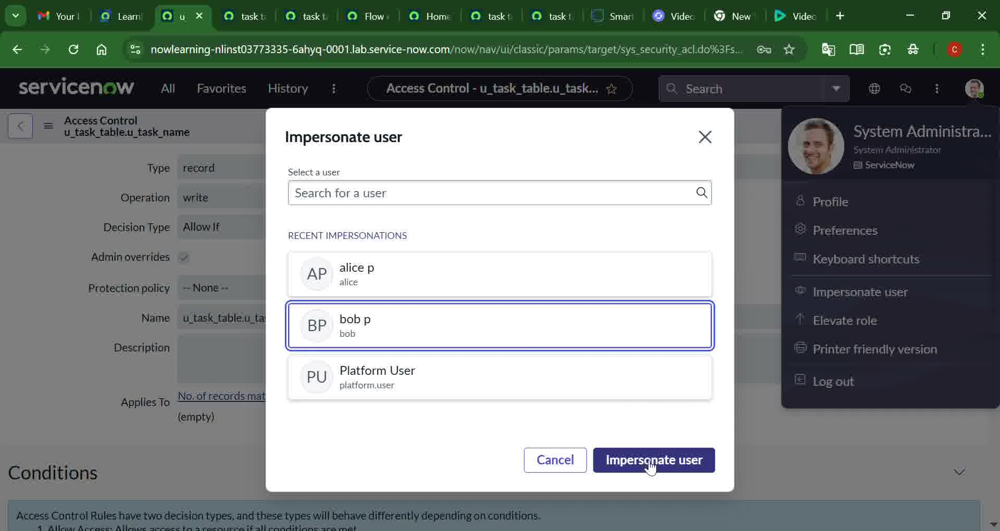 Your
Learn
u_
task t
task t
Flow
Home
task t
task t
Smar
Video
New
Video
nowlearning-nlinst03773335-6ahyq-0001.lab.service-now.com/now/nav/ui/classic/params/target/sys_security_acl.do%3Fs...
C
servicenow
All
Favorites
History
Access Control - u_task_table.u_task...
Search
Access Control
u_task_table.u_task_name
Type
record
Operation
write
Decision Type
Allow If
Admin overrides
Protection policy
-- None --
Name
u_task_table.u_tas
Description
Applies To
No. of records mat
(empty)
Conditions
Access Control Rules have two decision types, and these types will behave differently depending on conditions.
1. Allow Access: Allows access to a resource if all conditions are met
Impersonate user
Select a user
Search for a user
RECENT IMPERSONATIONS
AP
alice p
alice
BP
bob p
bob
PU
Platform User
platform.user
Cancel
Impersonate user
System Administra...
System Administrator
ServiceNow
Profile
Preferences
Keyboard shortcuts
Impersonate user
Elevate role
Printer friendly version
Log out